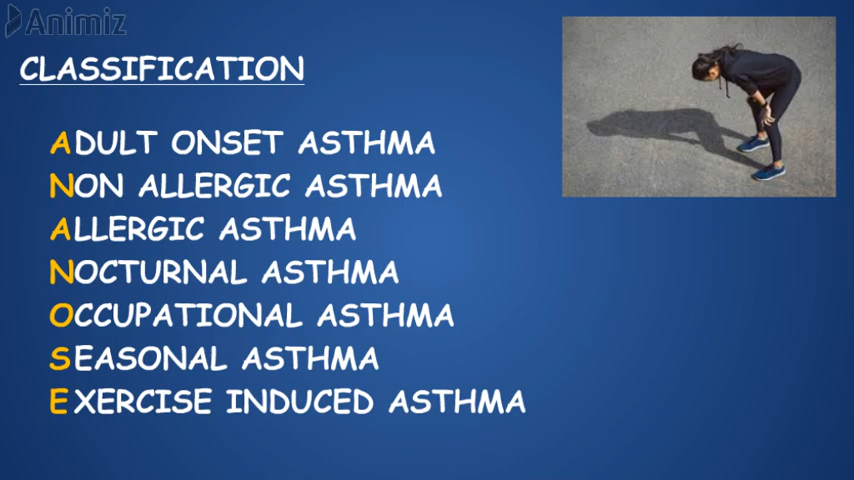 Animiz
CLASSIFICATION
ADULT ONSET ASTHMA
NON ALLERGIC ASTHMA
ALLERGIC ASTHMA
NOCTURNAL ASTHMA
OCCUPATIONAL ASTHMA
SEASONAL ASTHMA
EXERCISE INDUCED ASTHMA